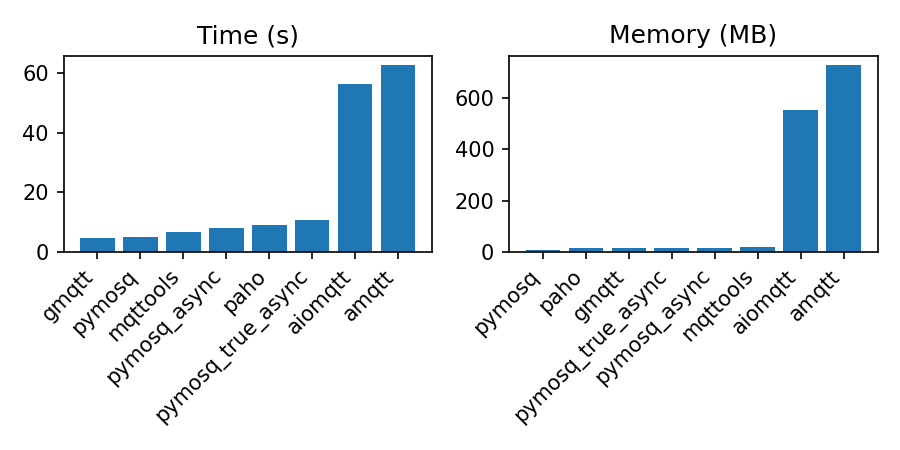 Time (s)
60
40
20
0
gmqtt
pymosq
mqttools
pymosq_async
paho
pymosq_true_async
aiomqtt
amqtt
Memory (MB)
600
400
200
0
pymosq
paho
gmqtt
pymosq_true_async
pymosq_async
mqttools
aiomqtt
amqtt